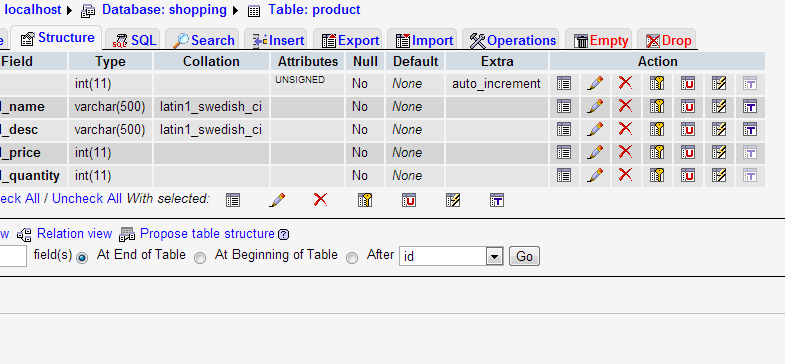 localhost Database: shopping Table: product
Structure SQL Search Insert Export Import Operations Empty Drop
Field Type Collation Attributes Null Default Extra Action
int(11) UNSIGNED No None auto_increment
_name varchar(500) latin1_swedish_ci No None
_desc varchar(500) latin1_swedish_ci No None
_price int(11) No None
_quantity int(11) No None
eck All / Uncheck All With selected:
w Relation view Propose table structure
field(s) At End of Table At Beginning of Table After id Go